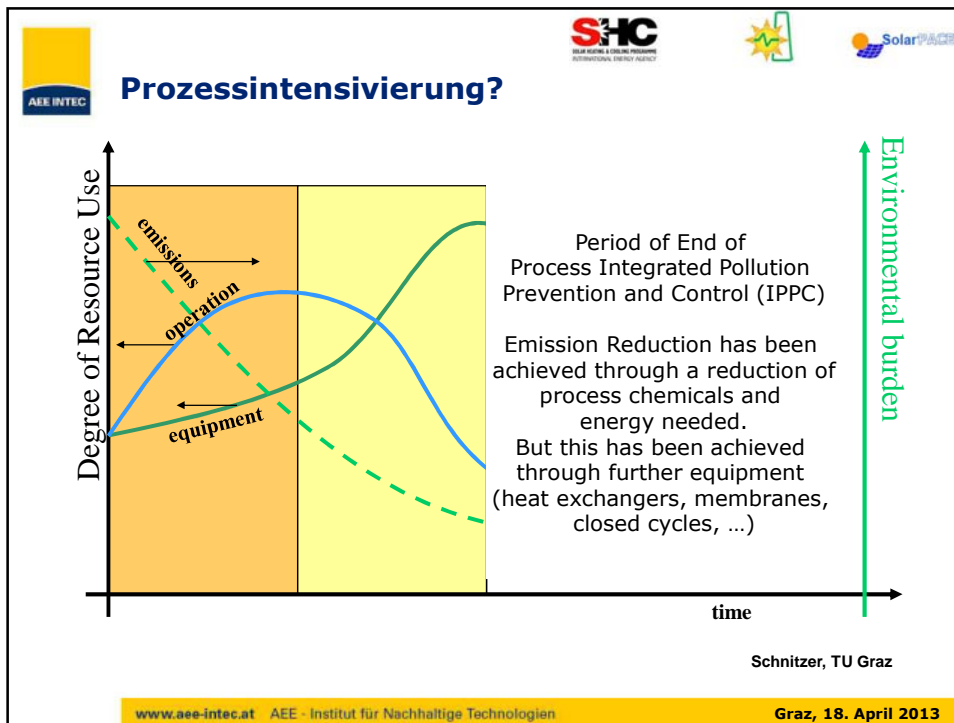 SHC
SOLAR HEATING & COOLING PROGRAMME
INTERNATIONAL ENERGY AGENCY
SolarPACES
AEE INTEC
Prozessintensivierung?
Degree of Resource Use
emissions
operation
equipment
Period of End of
Process Integrated Pollution
Prevention and Control (IPPC)
Emission Reduction has been
achieved through a reduction of
process chemicals and
energy needed.
But this has been achieved
through further equipment
(heat exchangers, membranes,
closed cycles, …)
Environmental burden
time
Schnitzer, TU Graz
www.aee-intec.at AEE - Institut für Nachhaltige Technologien
Graz, 18. April 2013